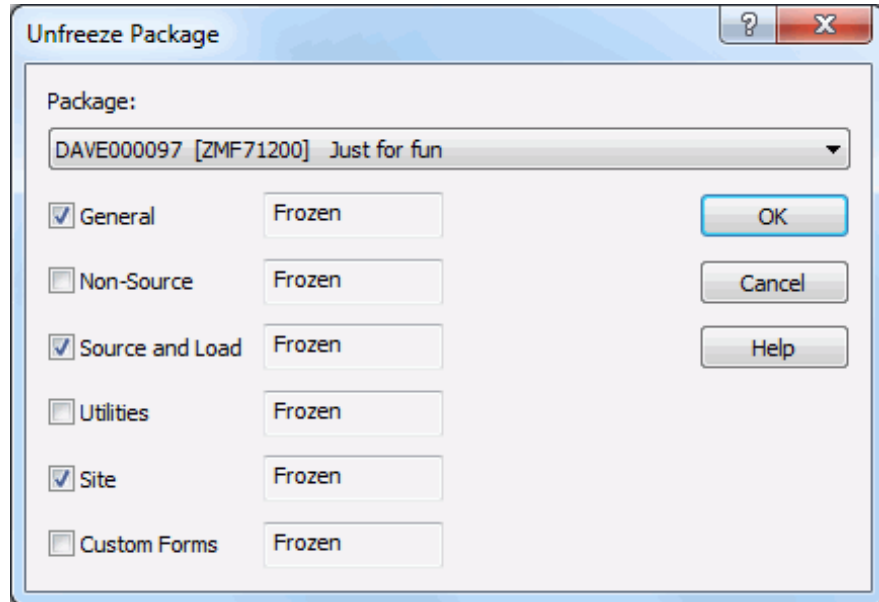 Unfreeze Package
Package:
DAVE000097 [ZMF71200] Just for fun
General Frozen OK
Non-Source Frozen Cancel
Source and Load Frozen Help
Utilities Frozen
Site Frozen
Custom Forms Frozen